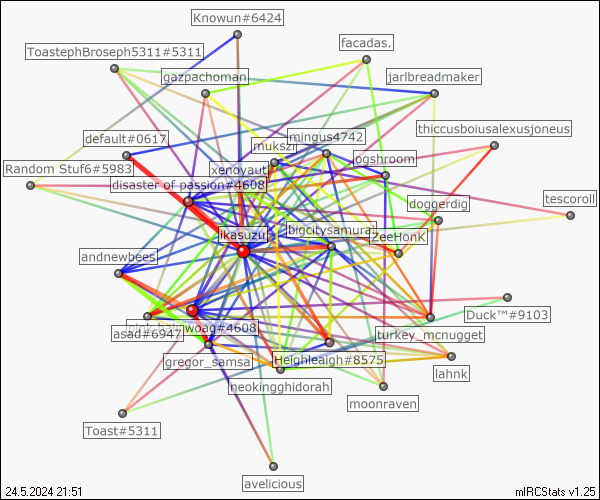 Knowun#6424
ToastephBroseph5311#5311
facadas.
gazpachoman
jarlbreadmaker
thiccusboiusalexusjoneus
default#0617
mingus4742
mukszi
ogshroom
Random Stuf6#5983
xenoyaut
disaster of passion#4608
tescoroll
doggerdig
ikasuzu
bigcitysamurai
ZeeHonk
andnewbees
Duck™#9103
woag#4608
asad#6947
turkey_mcnugget
gregor_samsa
Heighleaigh#8575
lahnk
neokingghidorah
moonraven
Toast#5311
avelicious
24.5.2024 21:51
mIRCStats v1.25